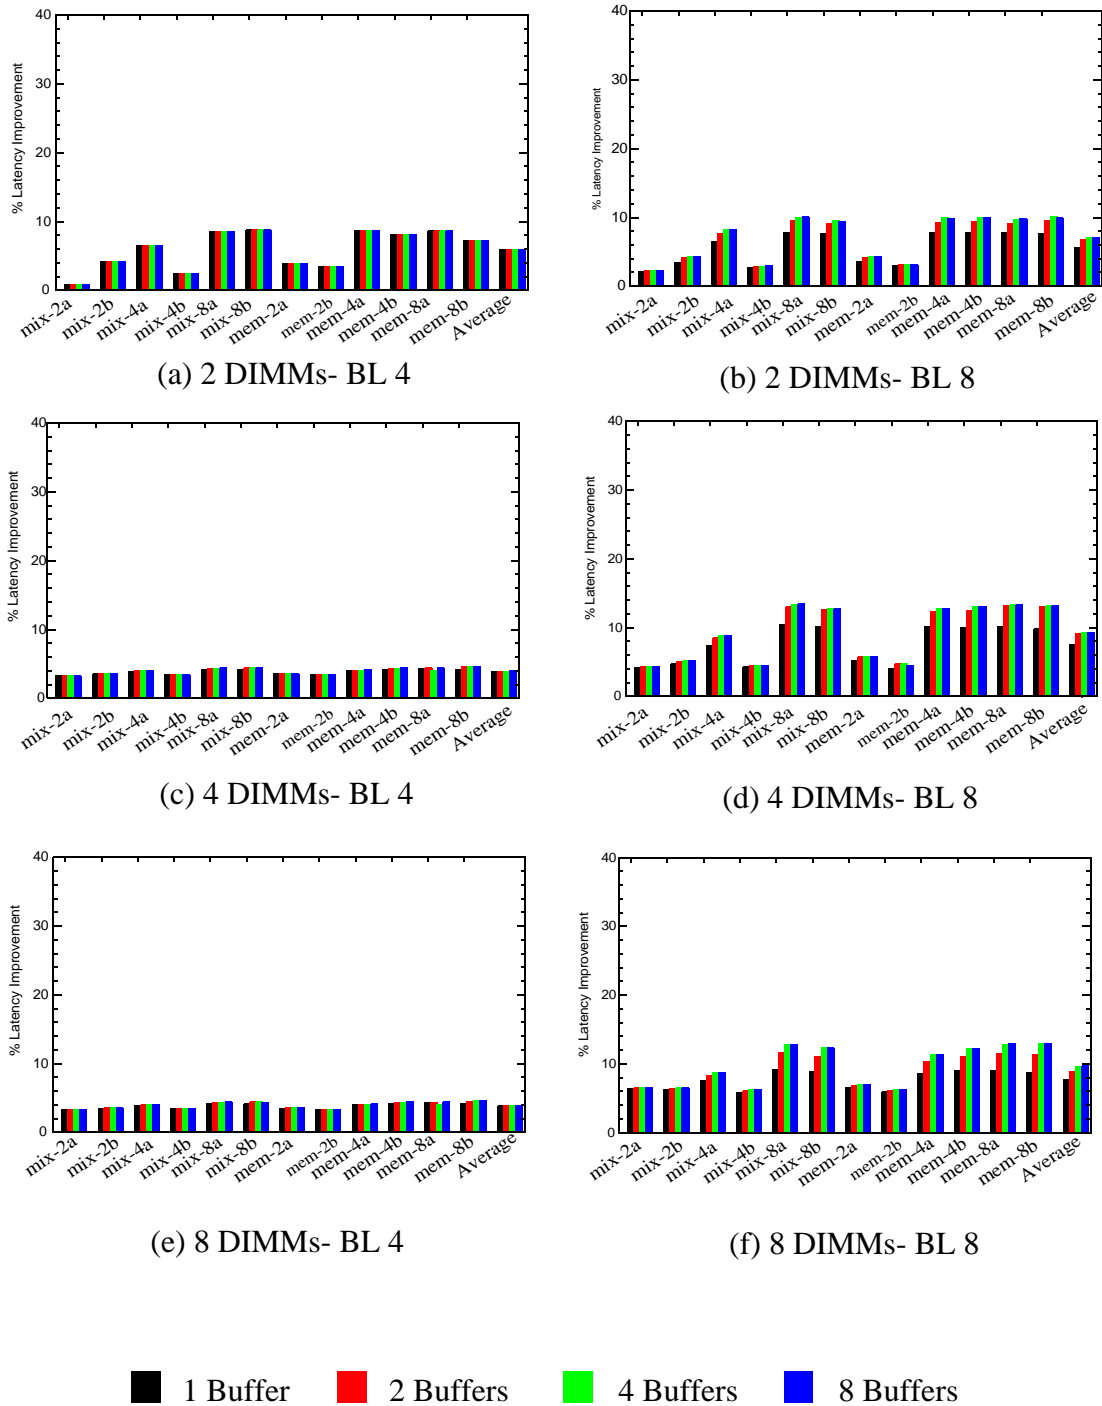 40
30
20
10
0
% Latency Improvement
mix-2a
mix-2b
mix-4a
mix-4b
mix-8a
mix-8b
mem-2a
mem-2b
mem-4a
mem-4b
mem-8a
mem-8b
Average
(a) 2 DIMMs- BL 4
40
30
20
10
0
% Latency Improvement
mix-2a
mix-2b
mix-4a
mix-4b
mix-8a
mix-8b
mem-2a
mem-2b
mem-4a
mem-4b
mem-8a
mem-8b
Average
(b) 2 DIMMs- BL 8
40
30
20
10
0
% Latency Improvement
mix-2a
mix-2b
mix-4a
mix-4b
mix-8a
mix-8b
mem-2a
mem-2b
mem-4a
mem-4b
mem-8a
mem-8b
Average
(c) 4 DIMMs- BL 4
40
30
20
10
0
% Latency Improvement
mix-2a
mix-2b
mix-4a
mix-4b
mix-8a
mix-8b
mem-2a
mem-2b
mem-4a
mem-4b
mem-8a
mem-8b
Average
(d) 4 DIMMs- BL 8
40
30
20
10
0
% Latency Improvement
mix-2a
mix-2b
mix-4a
mix-4b
mix-8a
mix-8b
mem-2a
mem-2b
mem-4a
mem-4b
mem-8a
mem-8b
Average
(e) 8 DIMMs- BL 4
40
30
20
10
0
% Latency Improvement
mix-2a
mix-2b
mix-4a
mix-4b
mix-8a
mix-8b
mem-2a
mem-2b
mem-4a
mem-4b
mem-8a
mem-8b
Average
(f) 8 DIMMs- BL 8
1 Buffer
2 Buffers
4 Buffers
8 Buffers